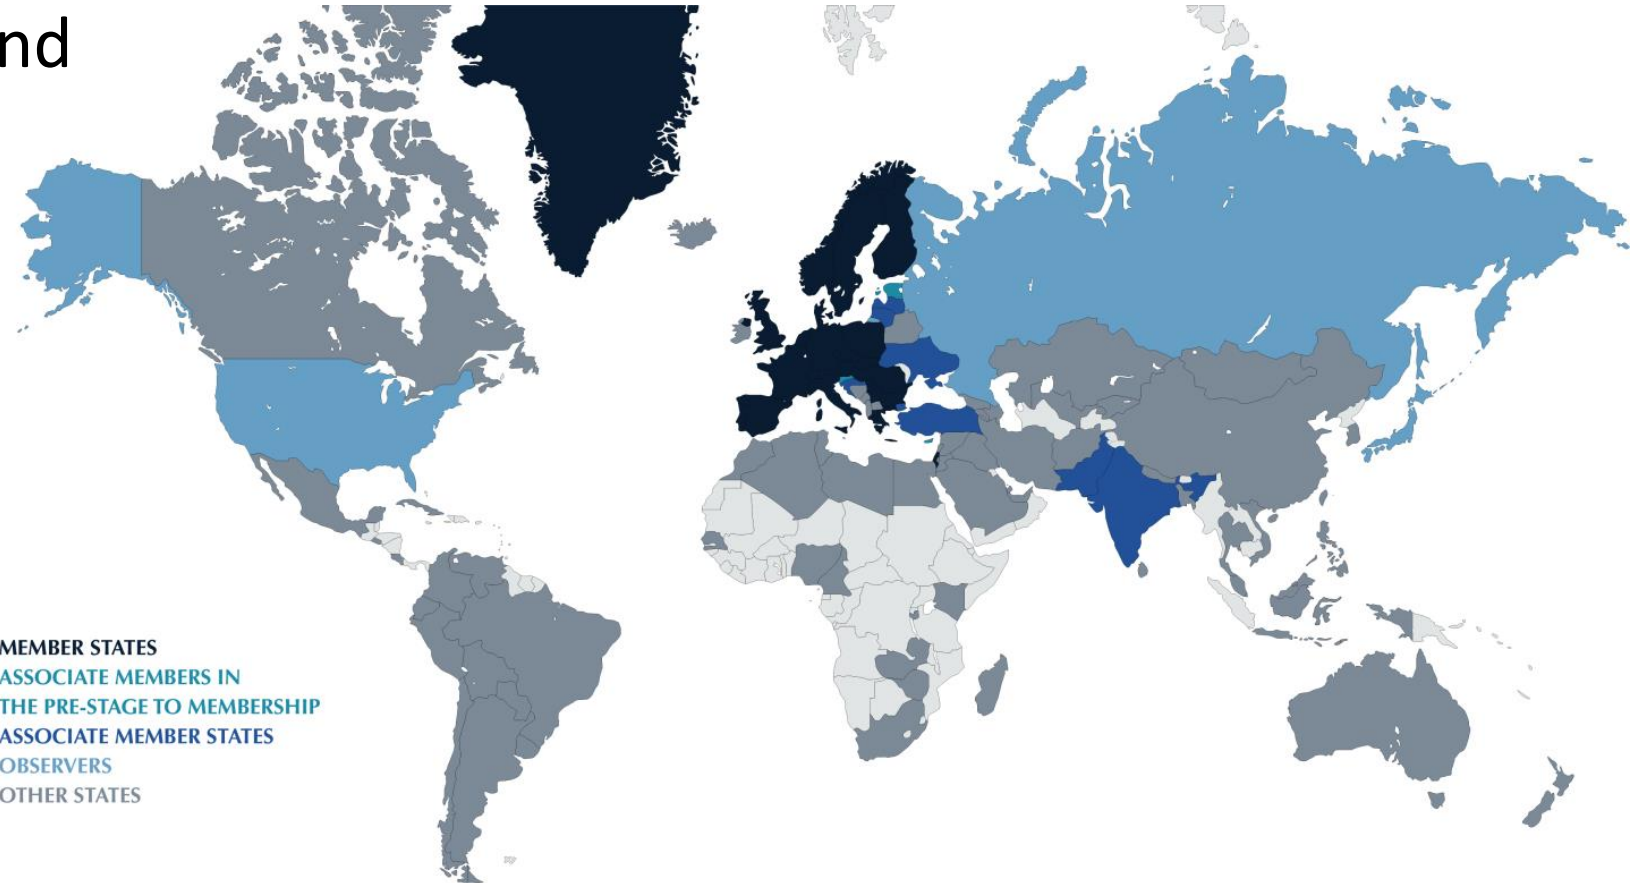 nd
MEMBER STATES
ASSOCIATE MEMBERS IN
THE PRE-STAGE TO MEMBERSHIP
ASSOCIATE MEMBER STATES
OBSERVERS
OTHER STATES